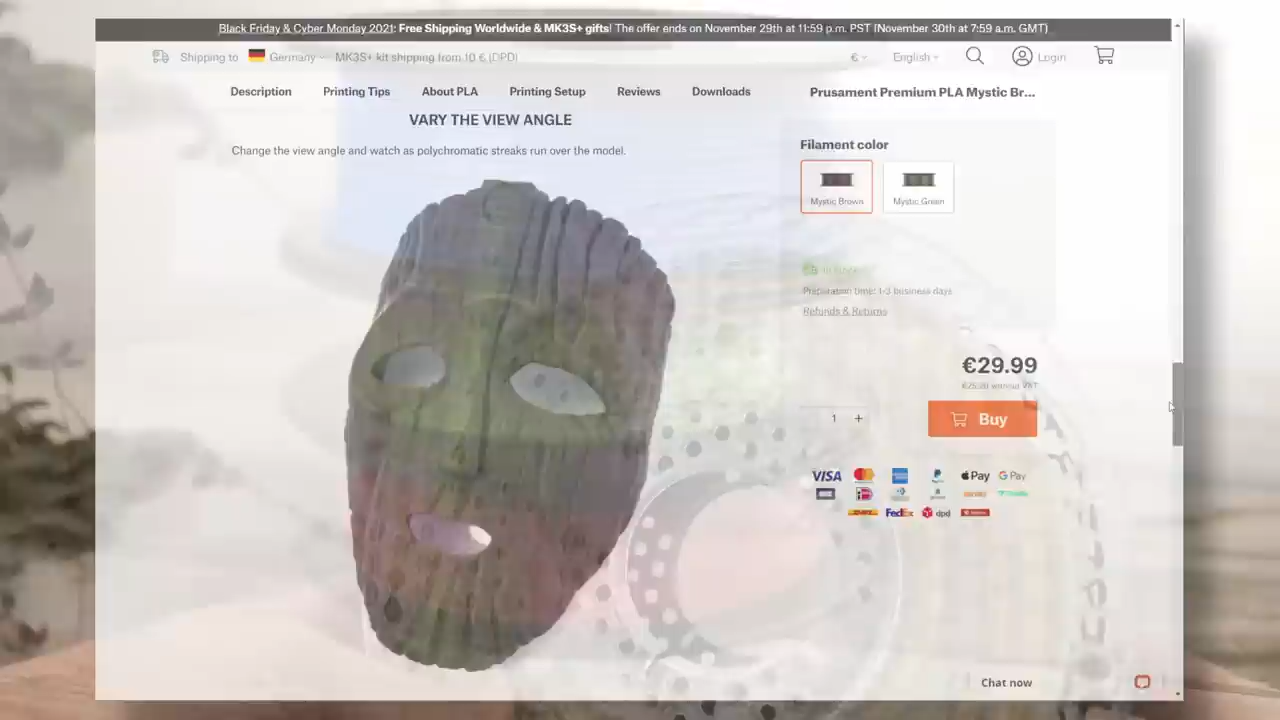 Black Friday & Cyber Monday 2021: Free Shipping Worldwide & MK3S+ gifts! The offer ends on November 29th at 11:59 p.m. PST (November 30th at 7:59 a.m. GMT)
Shipping to Germany MK3S+ kit shipping from 10 € (DPD) € English Login
Description Printing Tips About PLA Printing Setup Reviews Downloads Prusament Premium PLA Mystic Br...
VARY THE VIEW ANGLE
Change the view angle and watch as polychromatic streaks run over the model.
Filament color
Mystic Brown Mystic Green
In Stock
Preparation time: 1-3 business days
Refunds & Returns
€29.99
1 + Buy
VISA Pay G Pay
FedEx dpd
Chat now